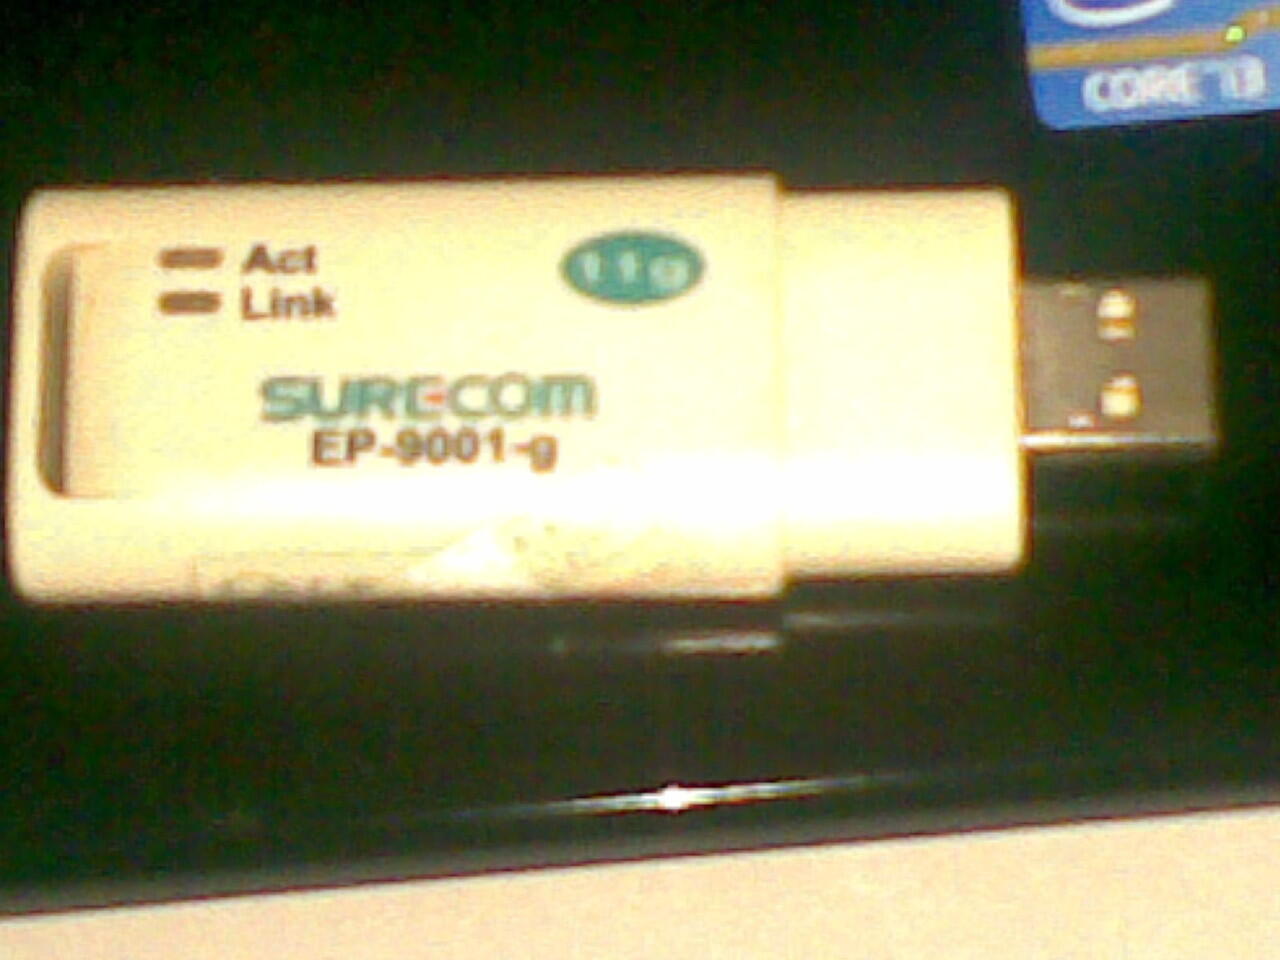 CORE i3
Act
11g
Link
SURECOM
EP-9001-g